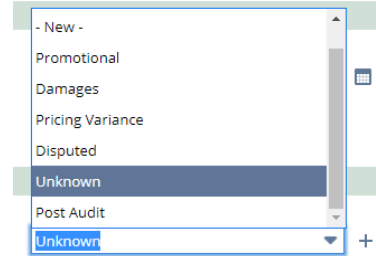 - New -
Promotional
Damages
Pricing Variance
Disputed
Unknown
Post Audit
Unknown